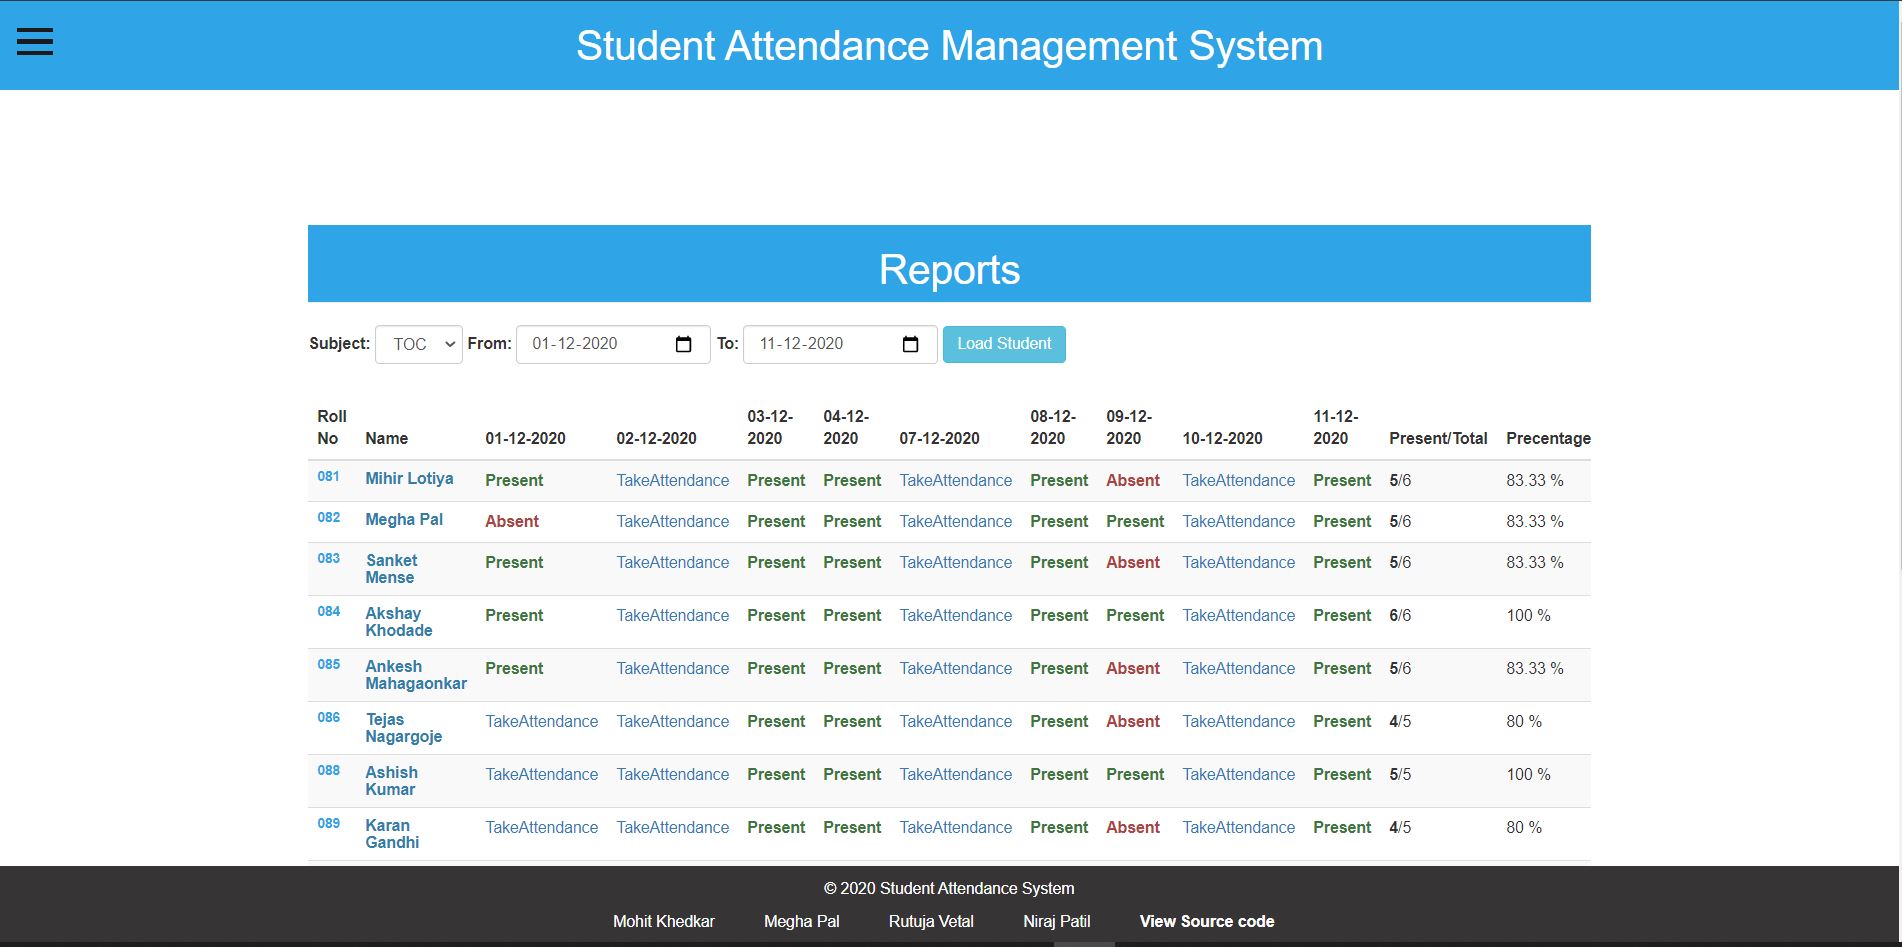 Student Attendance Management System
Reports
Subject: TOC From: 01-12-2020 To: 11-12-2020 Load Student
Roll No Name 01-12-2020 02-12-2020 03-12-2020 04-12-2020 07-12-2020 08-12-2020 09-12-2020 10-12-2020 11-12-2020 Present/Total Precentage
081 Mihir Lotiya Present TakeAttendance Present Present TakeAttendance Present Absent TakeAttendance Present 5/6 83.33 %
082 Megha Pal Absent TakeAttendance Present Present TakeAttendance Present Present TakeAttendance Present 5/6 83.33 %
083 Sanket Mense Present TakeAttendance Present Present TakeAttendance Present Absent TakeAttendance Present 5/6 83.33 %
084 Akshay Khodade Present TakeAttendance Present Present TakeAttendance Present Present TakeAttendance Present 6/6 100 %
085 Ankesh Mahagaonkar Present TakeAttendance Present Present TakeAttendance Present Absent TakeAttendance Present 5/6 83.33 %
086 Tejas Nagargoje TakeAttendance TakeAttendance Present Present TakeAttendance Present Absent TakeAttendance Present 4/5 80 %
088 Ashish Kumar TakeAttendance TakeAttendance Present Present TakeAttendance Present Present TakeAttendance Present 5/5 100 %
089 Karan Gandhi TakeAttendance TakeAttendance Present Present TakeAttendance Present Absent TakeAttendance Present 4/5 80 %
© 2020 Student Attendance System
Mohit Khedkar Megha Pal Rutuja Vetal Niraj Patil View Source code